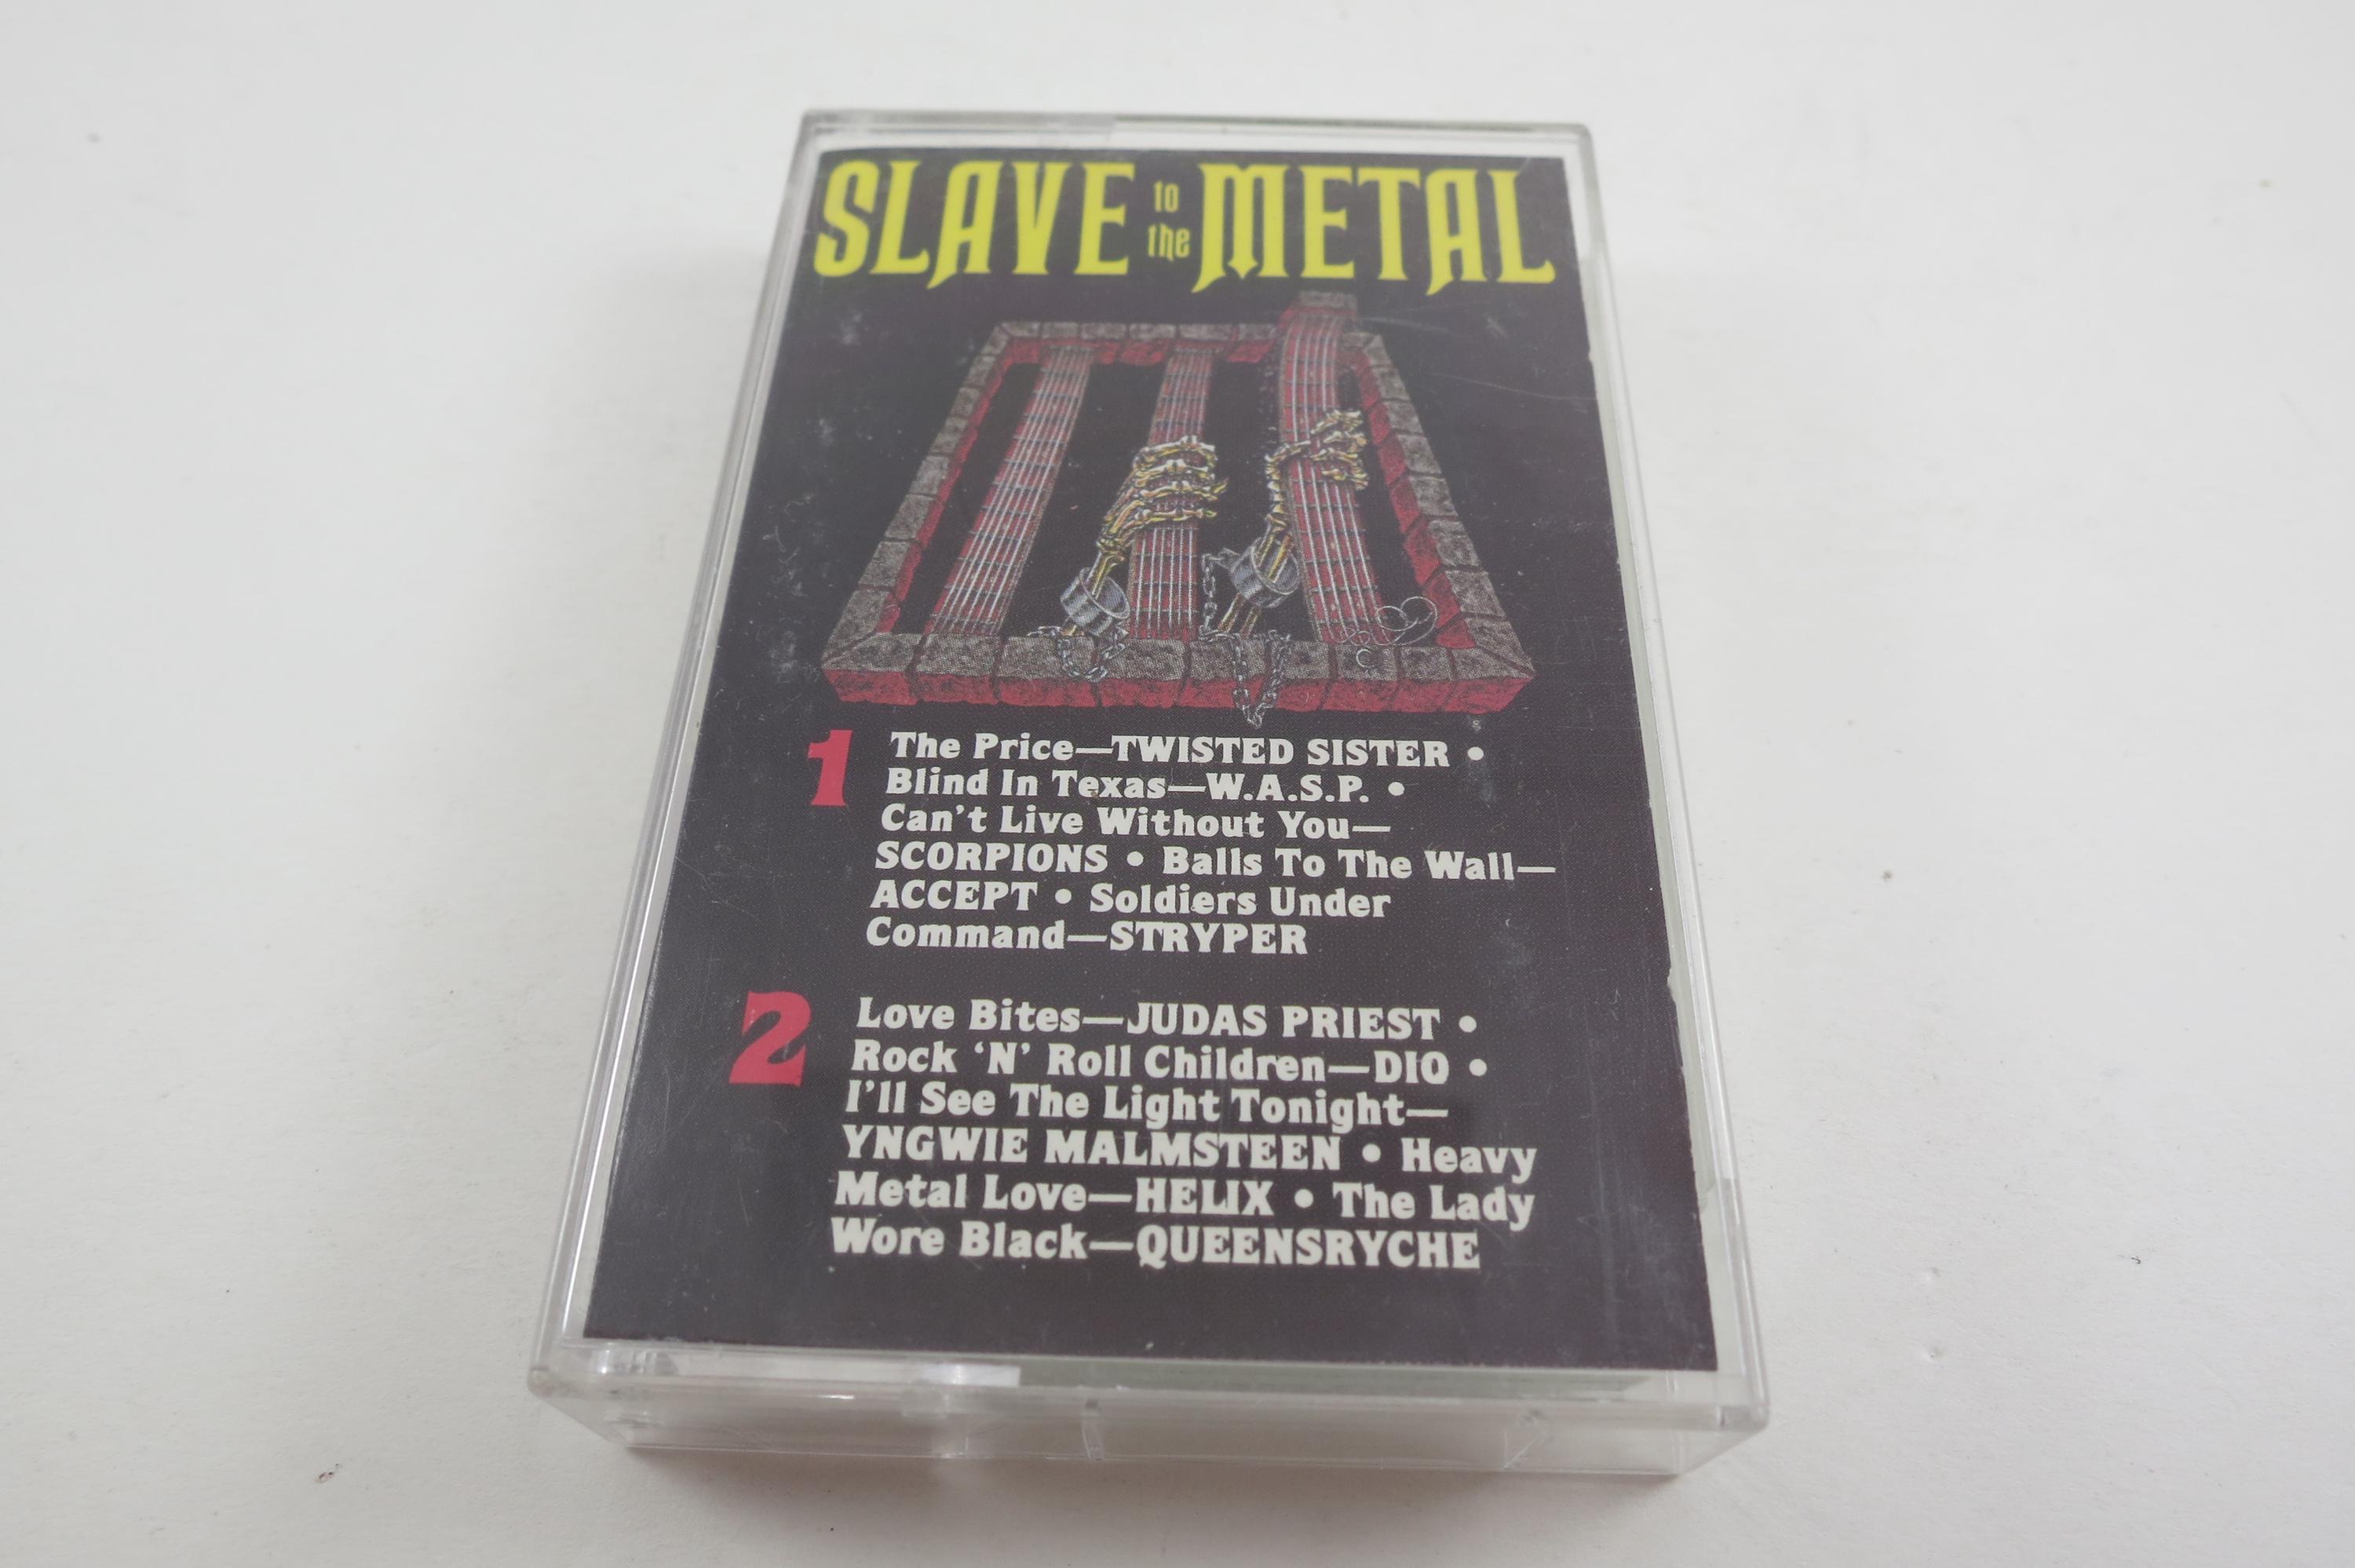 SLAVE to the METAL
1 The Price—TWISTED SISTER •
Blind In Texas—W.A.S.P. •
Can't Live Without You—
SCORPIONS • Balls To The Wall—
ACCEPT • Soldiers Under
Command—STRYPER
2 Love Bites—JUDAS PRIEST •
Rock 'N' Roll Children—DIO •
I'll See The Light Tonight—
YNGWIE MALMSTEEN • Heavy
Metal Love—HELIX • The Lady
Wore Black—QUEENSRYCHE